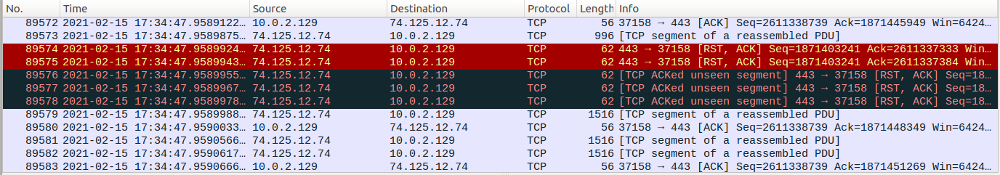 No. Time Source Destination Protocol Length Info
89572 2021-02-15 17:34:47.9589122… 10.0.2.129 74.125.12.74 TCP 56 37158 → 443 [ACK] Seq=2611338739 Ack=1871445949 Win=6424…
89573 2021-02-15 17:34:47.9589875… 74.125.12.74 10.0.2.129 TCP 996 [TCP segment of a reassembled PDU]
89574 2021-02-15 17:34:47.9589924… 74.125.12.74 10.0.2.129 TCP 62 443 → 37158 [RST, ACK] Seq=1871403241 Ack=2611337333 Win…
89575 2021-02-15 17:34:47.9589943… 74.125.12.74 10.0.2.129 TCP 62 443 → 37158 [RST, ACK] Seq=1871403241 Ack=2611337384 Win…
89576 2021-02-15 17:34:47.9589955… 74.125.12.74 10.0.2.129 TCP 62 [TCP ACKed unseen segment] 443 → 37158 [RST, ACK] Seq=18…
89577 2021-02-15 17:34:47.9589967… 74.125.12.74 10.0.2.129 TCP 62 [TCP ACKed unseen segment] 443 → 37158 [RST, ACK] Seq=18…
89578 2021-02-15 17:34:47.9589978… 74.125.12.74 10.0.2.129 TCP 62 [TCP ACKed unseen segment] 443 → 37158 [RST, ACK] Seq=18…
89579 2021-02-15 17:34:47.9589988… 74.125.12.74 10.0.2.129 TCP 1516 [TCP segment of a reassembled PDU]
89580 2021-02-15 17:34:47.9590033… 10.0.2.129 74.125.12.74 TCP 56 37158 → 443 [ACK] Seq=2611338739 Ack=1871448349 Win=6424…
89581 2021-02-15 17:34:47.9590566… 74.125.12.74 10.0.2.129 TCP 1516 [TCP segment of a reassembled PDU]
89582 2021-02-15 17:34:47.9590617… 74.125.12.74 10.0.2.129 TCP 1516 [TCP segment of a reassembled PDU]
89583 2021-02-15 17:34:47.9590666… 10.0.2.129 74.125.12.74 TCP 56 37158 → 443 [ACK] Seq=2611338739 Ack=1871451269 Win=6424…